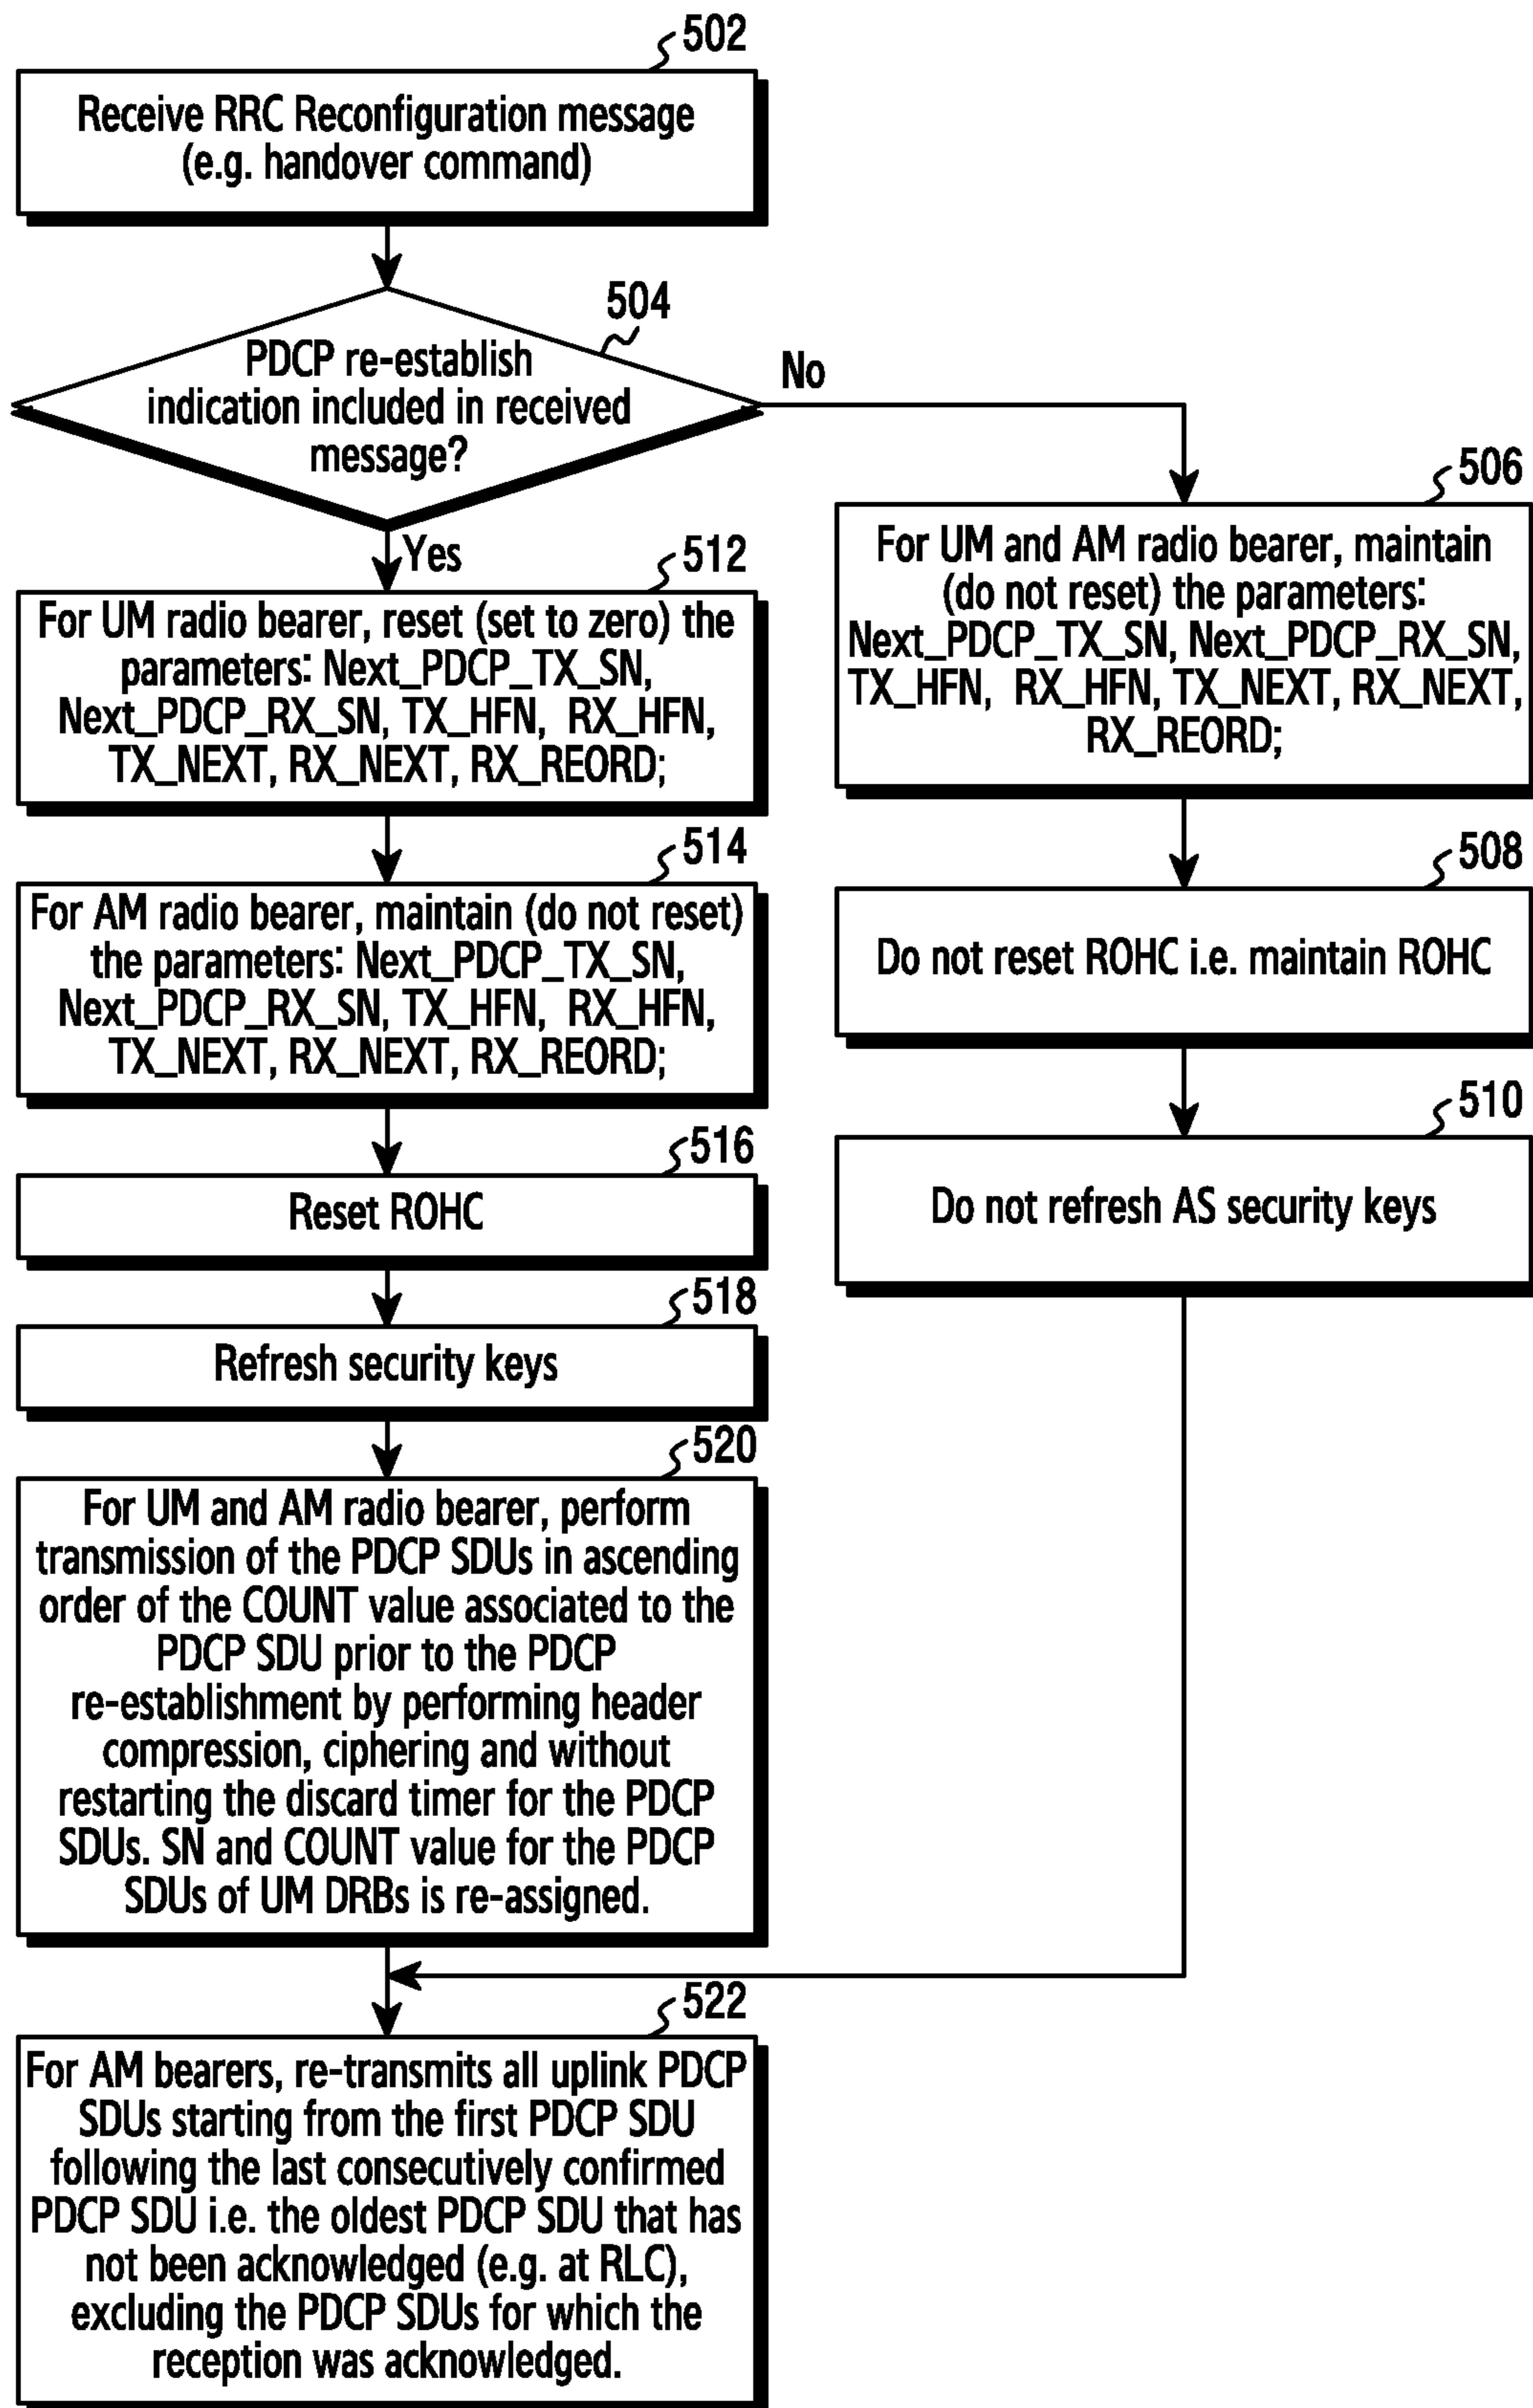 502
Receive RRC Reconfiguration message
(e.g. handover command)
504
PDCP re-establish
indication included in received
message?
No
Yes
506
For UM and AM radio bearer, maintain
(do not reset) the parameters:
Next_PDCP_TX_SN, Next_PDCP_RX_SN,
TX_HFN, RX_HFN, TX_NEXT, RX_NEXT,
RX_REORD;
508
Do not reset ROHC i.e. maintain ROHC
510
Do not refresh AS security keys
512
For UM radio bearer, reset (set to zero) the
parameters: Next_PDCP_TX_SN,
Next_PDCP_RX_SN, TX_HFN, RX_HFN,
TX_NEXT, RX_NEXT, RX_REORD;
514
For AM radio bearer, maintain (do not reset)
the parameters: Next_PDCP_TX_SN,
Next_PDCP_RX_SN, TX_HFN, RX_HFN,
TX_NEXT, RX_NEXT, RX_REORD;
516
Reset ROHC
518
Refresh security keys
520
For UM and AM radio bearer, perform
transmission of the PDCP SDUs in ascending
order of the COUNT value associated to the
PDCP SDU prior to the PDCP
re-establishment by performing header
compression, ciphering and without
restarting the discard timer for the PDCP
SDUs. SN and COUNT value for the PDCP
SDUs of UM DRBs is re-assigned.
522
For AM bearers, re-transmits all uplink PDCP
SDUs starting from the first PDCP SDU
following the last consecutively confirmed
PDCP SDU i.e. the oldest PDCP SDU that has
not been acknowledged (e.g. at RLC),
excluding the PDCP SDUs for which the
reception was acknowledged.